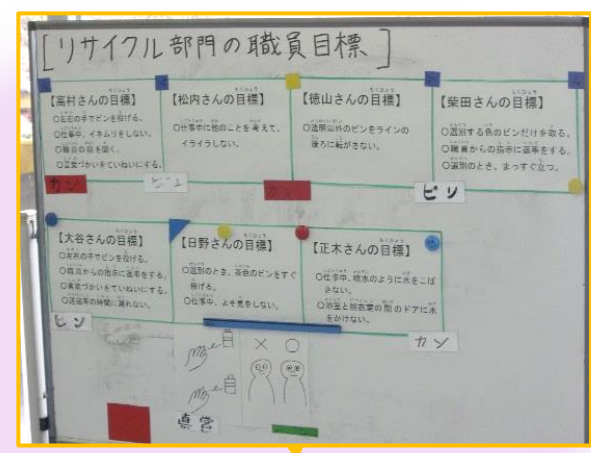 [リサイクル部門の職員目標]
【高村さんの目標】
○左右の手でビンを投げる。
○仕事中、イネムリをしない。
○職員の話を聞く。
○言葉づかいをていねいにする。
カン
【松内さんの目標】
○仕事中に他のことを考えて、
イライラしない。
ビン
【徳山さんの目標】
○透明以外のビンをラインの
後ろに転がさない。
カン
【柴田さんの目標】
○選別する色のビンだけを取る。
○職員からの指示に返事をする。
○選別のとき、まっすぐ立つ。
ビン
【大谷さんの目標】
○左右の手でビンを投げる。
○職員からの指示に返事をする。
○言葉づかいをていねいにする。
○送迎車の時間に遅れない。
ビン
【日野さんの目標】
○選別のとき、茶色のビンをすぐ
投げる。
○仕事中、よそ見をしない。
【正木さんの目標】
○仕事中、噴水のように水をこぼ
さない。
○浴室と脱衣業の間のドアに水
をかけない。
カン
× ○